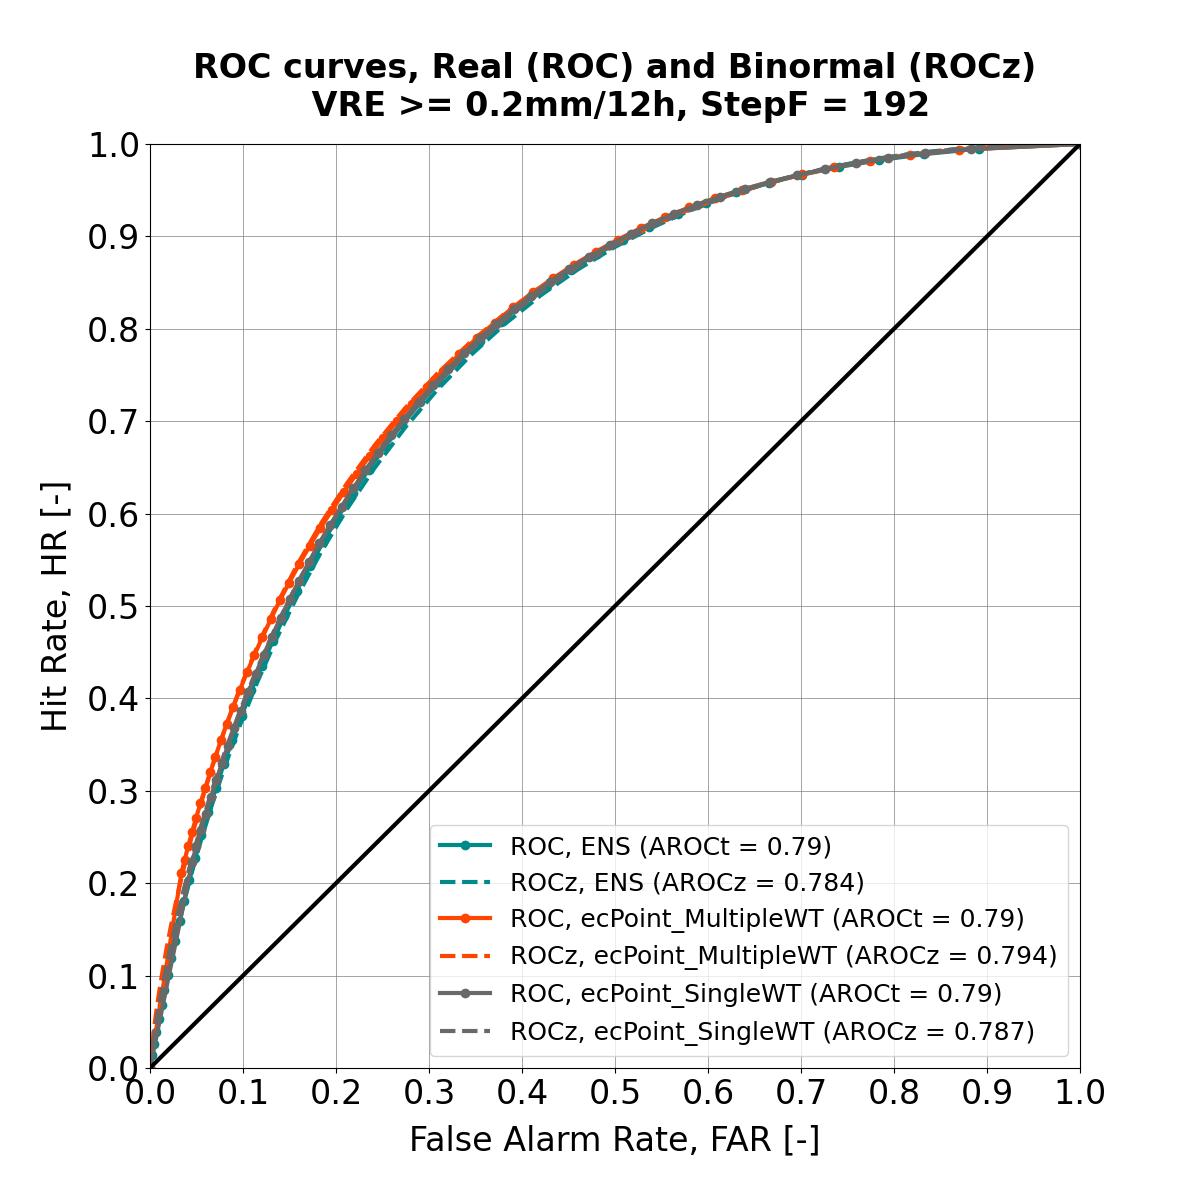 ROC curves, Real (ROC) and Binormal (ROCz)
VRE >= 0.2mm/12h, StepF = 192
1.0
0.9
0.8
0.7
0.6
0.5
0.4
0.3
0.2
0.1
0.0
Hit Rate, HR [-]
ROC, ENS (AROCt = 0.79)
ROCz, ENS (AROCz = 0.784)
ROC, ecPoint_MultipleWT (AROCt = 0.79)
ROCz, ecPoint_MultipleWT (AROCz = 0.794)
ROC, ecPoint_SingleWT (AROCt = 0.79)
ROCz, ecPoint_SingleWT (AROCz = 0.787)
0.0 0.1 0.2 0.3 0.4 0.5 0.6 0.7 0.8 0.9 1.0
False Alarm Rate, FAR [-]